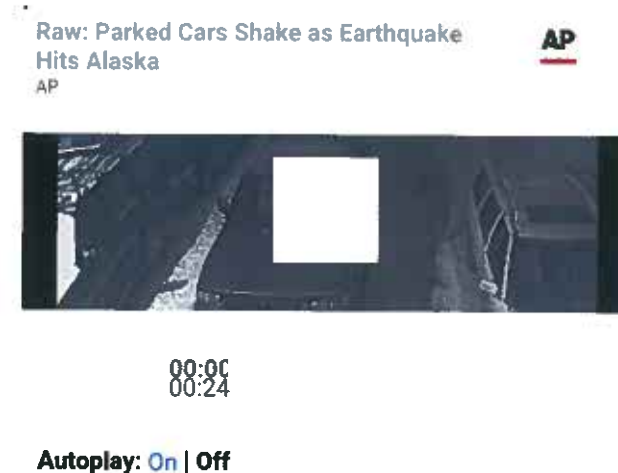 Raw: Parked Cars Shake as Earthquake
Hits Alaska
AP
AP
00:00
00:24
Autoplay: On | Off